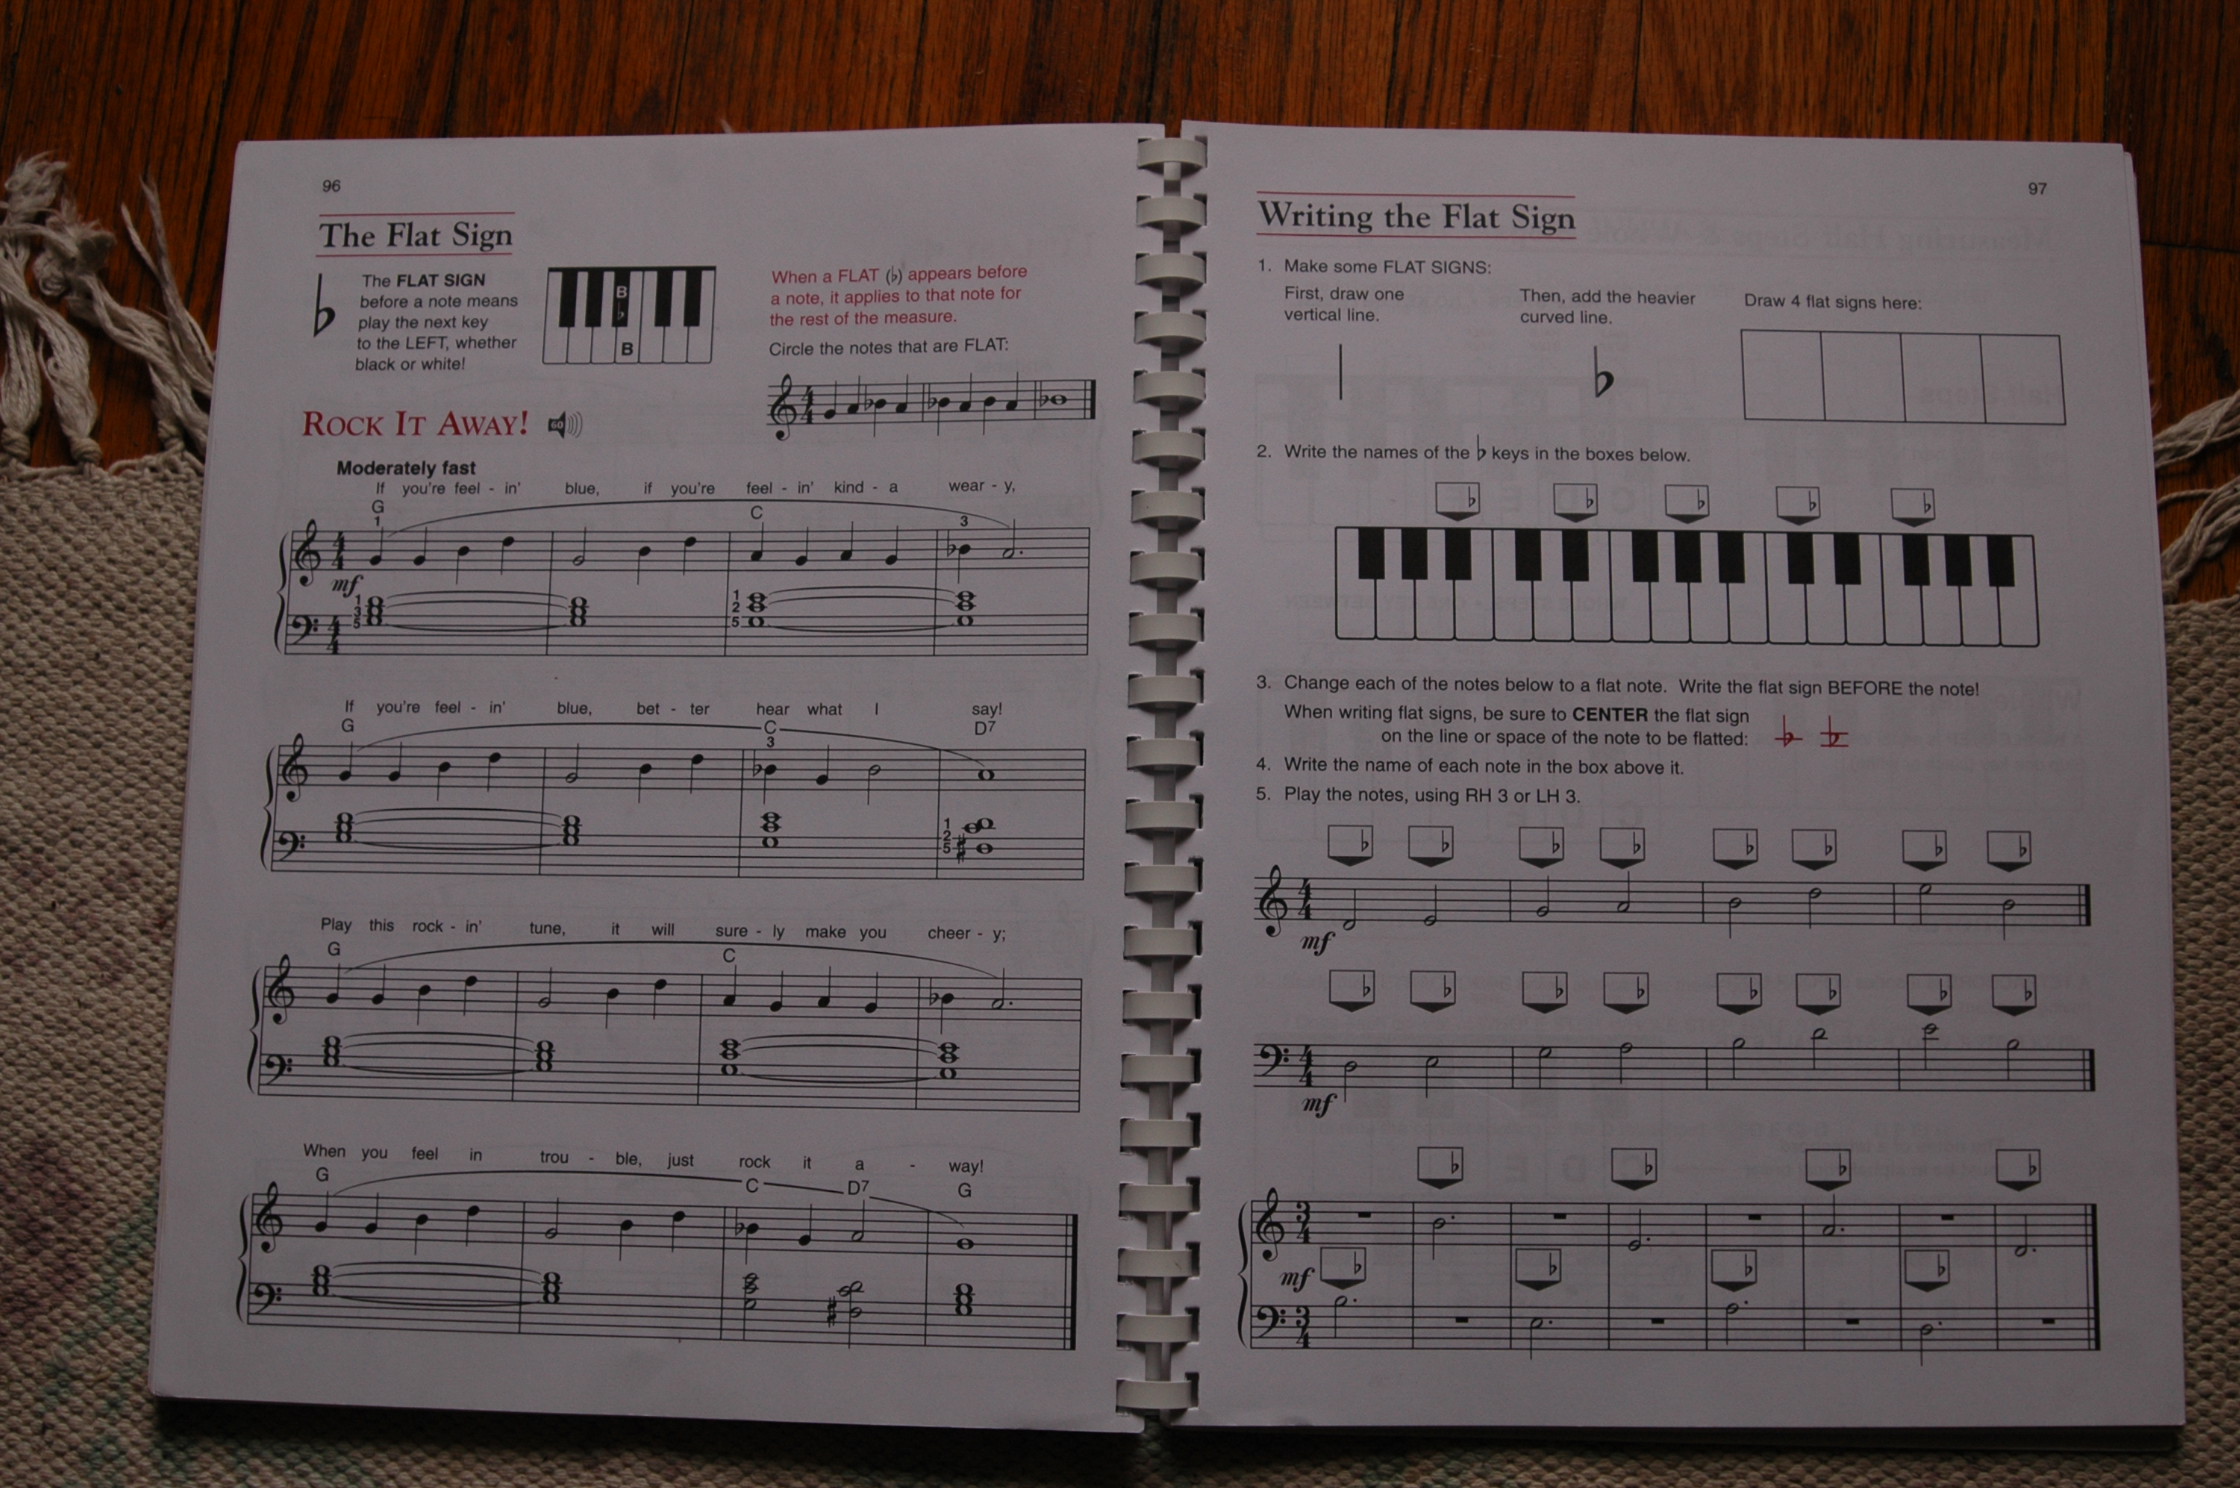 96
The Flat Sign
♭
The FLAT SIGN
before a note means
play the next key
to the LEFT, whether
black or white!
B
♭
B
When a FLAT (♭) appears before
a note, it applies to that note for
the rest of the measure.
Circle the notes that are FLAT:
ROCK IT AWAY!
Moderately fast
If you're feel - in' blue, if you're feel - in' kind - a wear - y,
G C
1 3
mf
1
3
5
1
2
5
If you're feel - in' blue, bet - ter hear what I say!
G C D7
3
1
2
5
Play this rock - in' tune, it will sure - ly make you cheer - y;
G C
When you feel in trou - ble, just rock it a - way!
G C D7 G
97
Writing the Flat Sign
1. Make some FLAT SIGNS:
First, draw one
vertical line.
Then, add the heavier
curved line.
Draw 4 flat signs here:
♭
2. Write the names of the ♭ keys in the boxes below.
♭ ♭ ♭ ♭ ♭
3. Change each of the notes below to a flat note. Write the flat sign BEFORE the note!
When writing flat signs, be sure to CENTER the flat sign
on the line or space of the note to be flatted: ♭ ♭
4. Write the name of each note in the box above it.
5. Play the notes, using RH 3 or LH 3.
♭ ♭ ♭ ♭ ♭ ♭ ♭ ♭
mf
♭ ♭ ♭ ♭ ♭ ♭ ♭ ♭
mf
♭ ♭ ♭ ♭
♭ ♭ ♭ ♭
mf